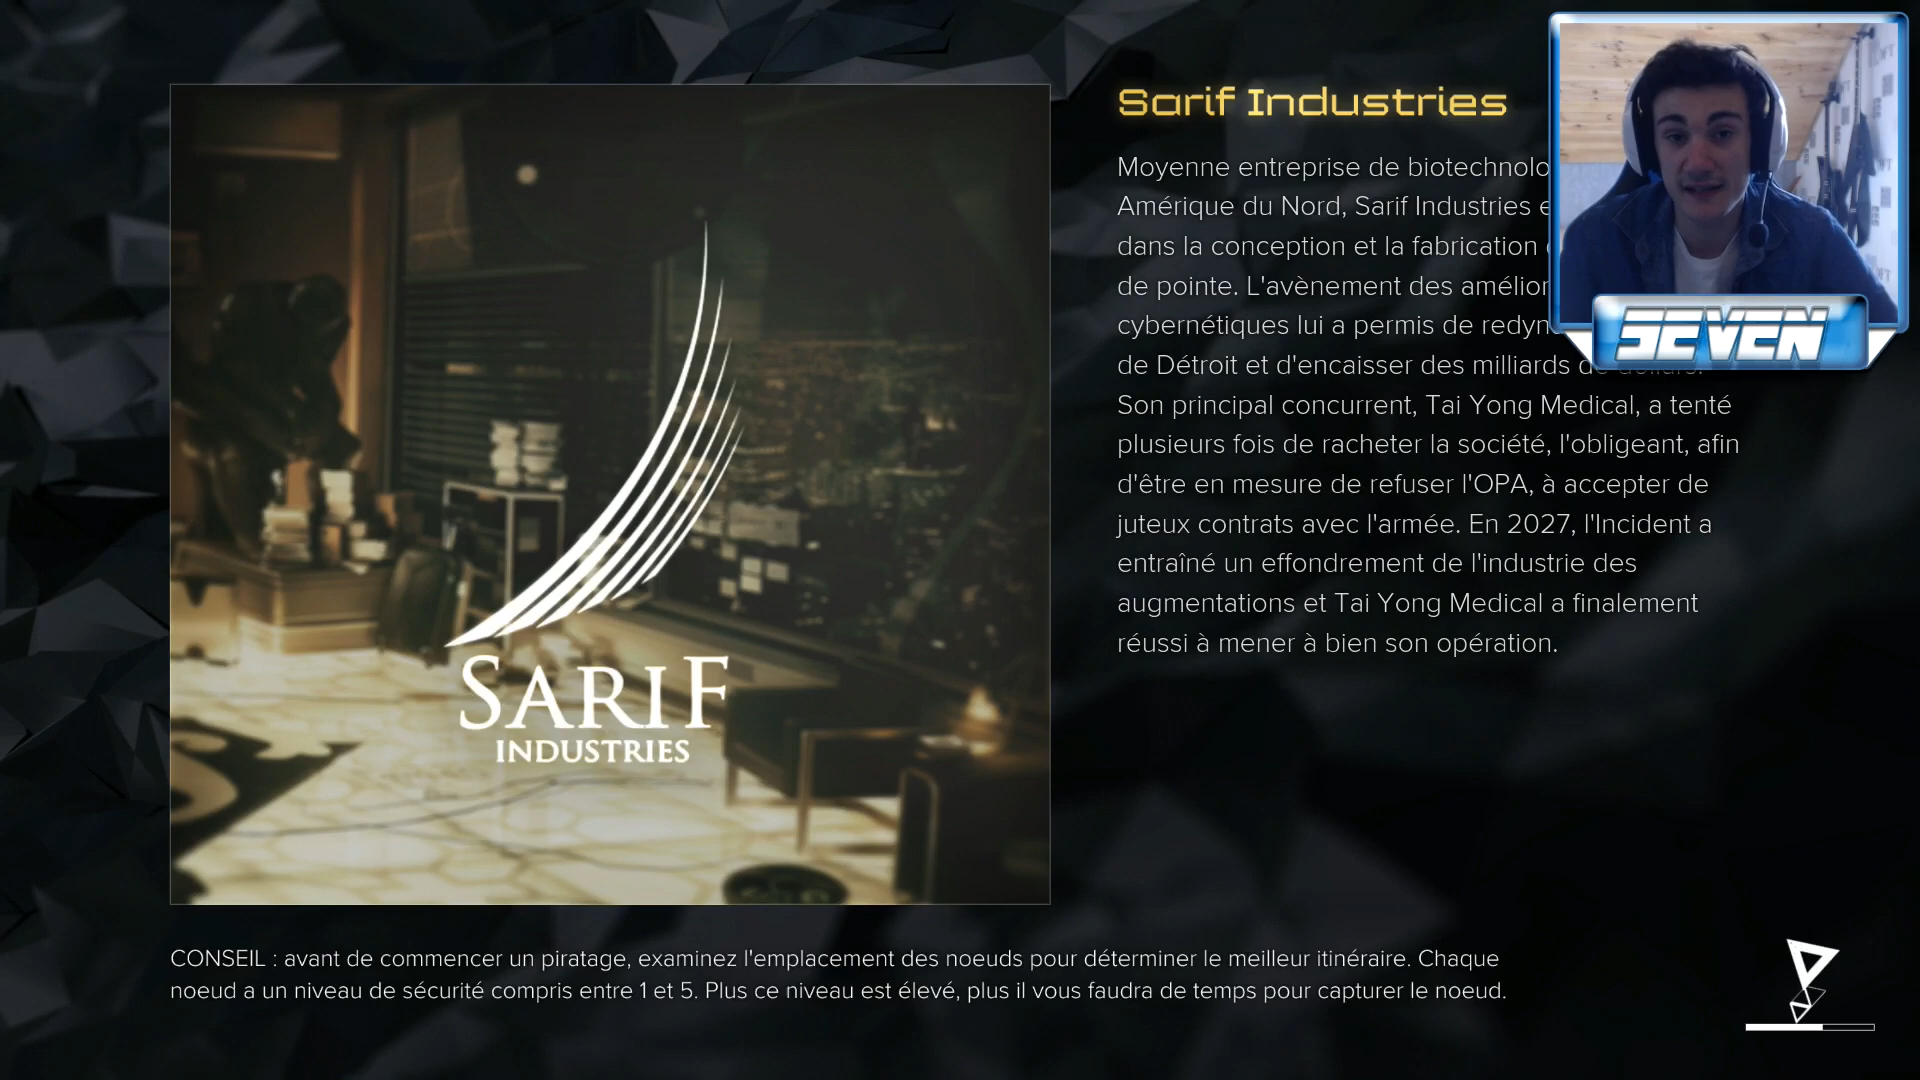 Sarif Industries
Moyenne entreprise de biotechnolo
Amérique du Nord, Sarif Industries e
dans la conception et la fabrication
de pointe. L'avènement des amélior
cybernétiques lui a permis de redyn
de Détroit et d'encaisser des milliards de dollars.
Son principal concurrent, Tai Yong Medical, a tenté
plusieurs fois de racheter la société, l'obligeant, afin
d'être en mesure de refuser l'OPA, à accepter de
juteux contrats avec l'armée. En 2027, l'Incident a
entraîné un effondrement de l'industrie des
augmentations et Tai Yong Medical a finalement
réussi à mener à bien son opération.
SEVEN
SARIF
INDUSTRIES
CONSEIL : avant de commencer un piratage, examinez l'emplacement des noeuds pour déterminer le meilleur itinéraire. Chaque
noeud a un niveau de sécurité compris entre 1 et 5. Plus ce niveau est élevé, plus il vous faudra de temps pour capturer le noeud.